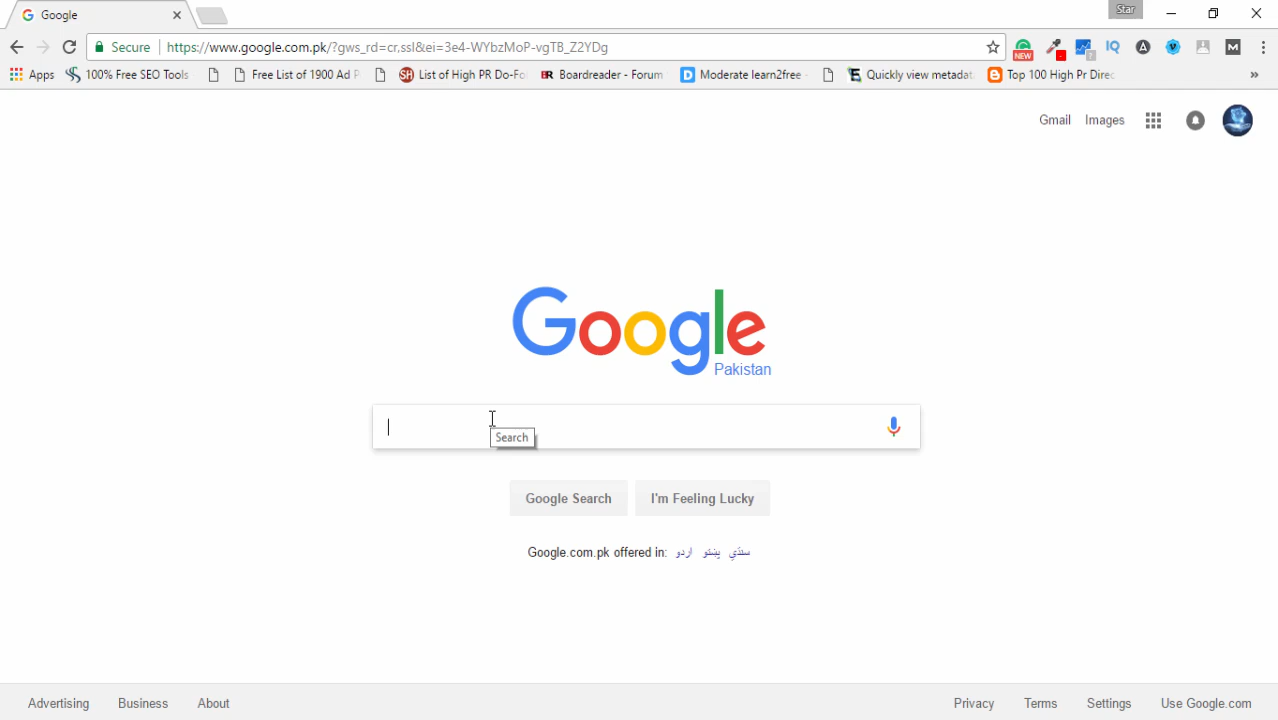 Google
Star
Secure
https://www.google.com.pk/?gws_rd=cr,ssl&ei=3e4-WYbzMoP-vgTB_Z2YDg
NEW
Apps
100% Free SEO Tools
Free List of 1900 Ad P
SH
List of High PR Do-Fo
BR
Boardreader - Forum
Moderate learn2free -
Quickly view metadat
Top 100 High Pr Direc
»
Gmail
Images
Google
Pakistan
Search
Google Search
I'm Feeling Lucky
Google.com.pk offered in: اردو پښتو سنڌي
Advertising
Business
About
Privacy
Terms
Settings
Use Google.com